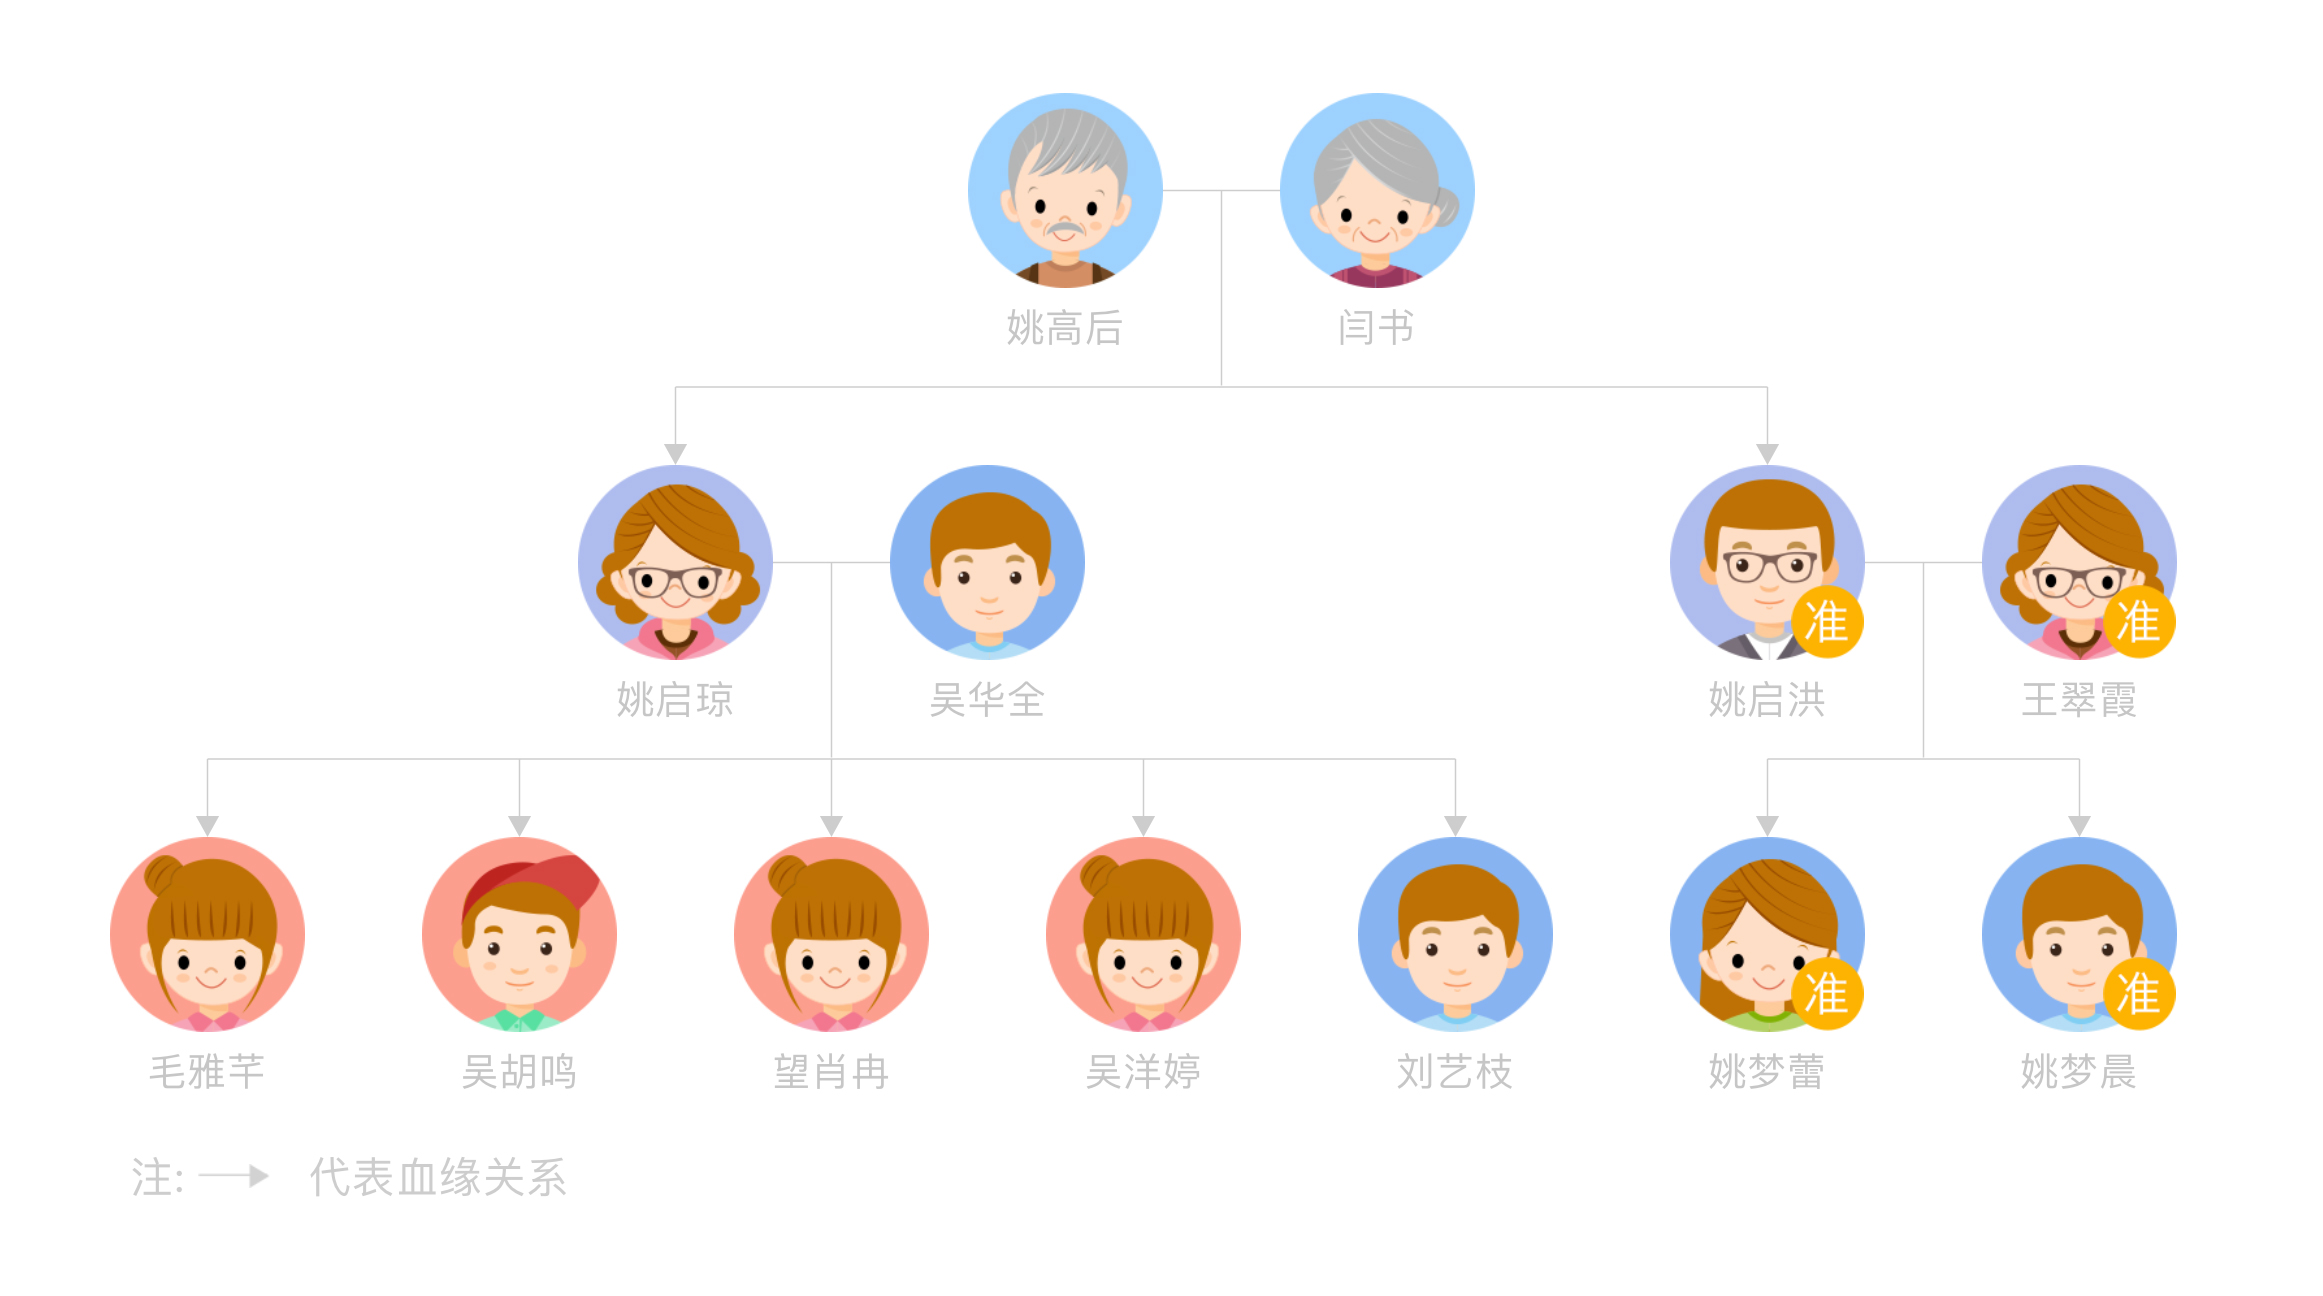 姚高后 闫书
姚启琼 吴华全 姚启洪 准 王翠霞 准
毛雅芊 吴胡鸣 望肖冉 吴洋婷 刘艺枝 姚梦蕾 准 姚梦晨 准
注: 代表血缘关系